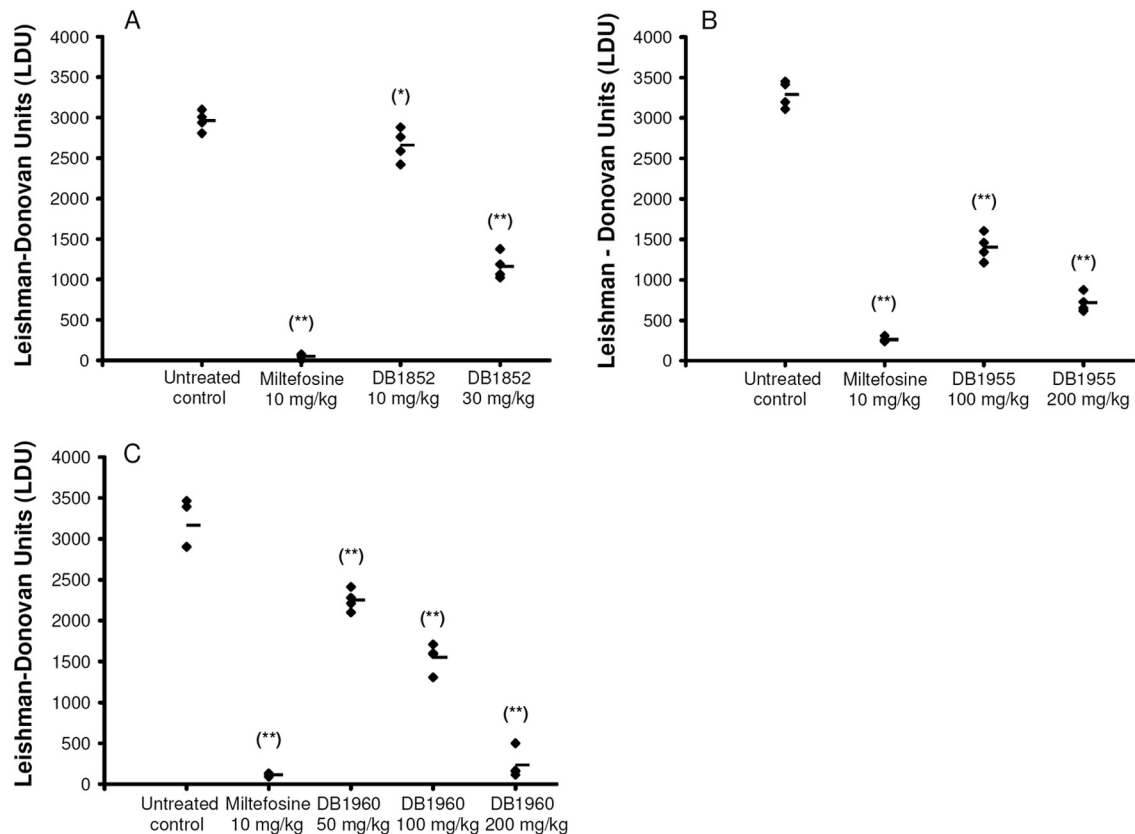 A
Leishman-Donovan Units (LDU)
4000
3500
3000
2500
2000
1500
1000
500
0
(**)
(*)
(**)
Untreated control
Miltefosine 10 mg/kg
DB1852 10 mg/kg
DB1852 30 mg/kg
B
Leishman - Donovan Units (LDU)
4000
3500
3000
2500
2000
1500
1000
500
0
(**)
(**)
(**)
Untreated control
Miltefosine 10 mg/kg
DB1955 100 mg/kg
DB1955 200 mg/kg
C
Leishman-Donovan Units (LDU)
4000
3500
3000
2500
2000
1500
1000
500
0
(**)
(**)
(**)
(**)
Untreated control
Miltefosine 10 mg/kg
DB1960 50 mg/kg
DB1960 100 mg/kg
DB1960 200 mg/kg